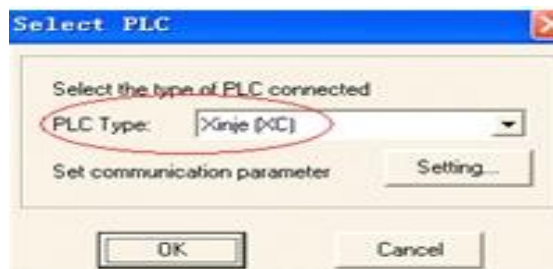 Select PLC
Select the type of PLC connected
PLC Type: Xinje (XC)
Set communication parameter Setting...
OK Cancel